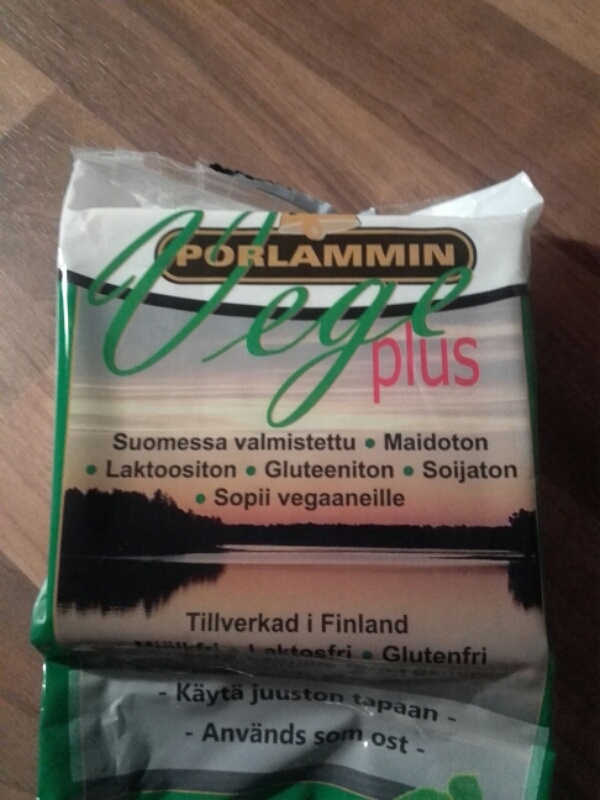 PORLAMMIN
Vege
plus
Suomessa valmistettu • Maidoton
• Laktoositon • Gluteeniton • Soijaton
• Sopii vegaaneille
Tillverkad i Finland
Mjölkfri • Laktosfri • Glutenfri
- Käytä juuston tapaan -
- Används som ost -